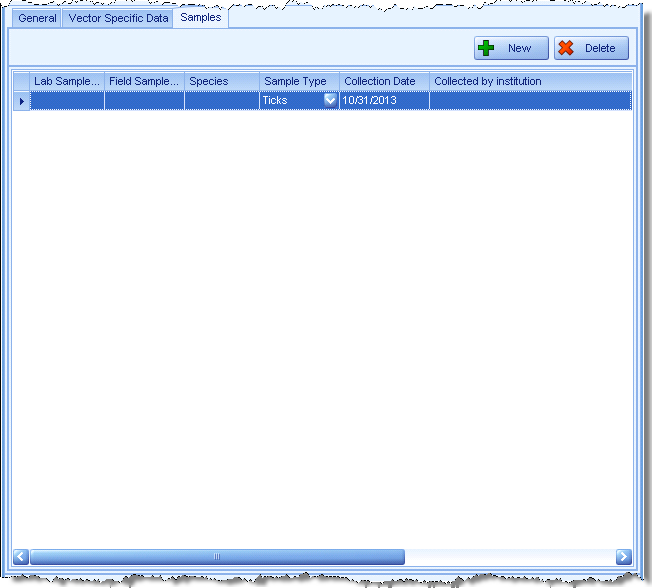 General Vector Specific Data Samples
New Delete
Lab Sample... Field Sample... Species Sample Type Collection Date Collected by institution
Ticks 10/31/2013